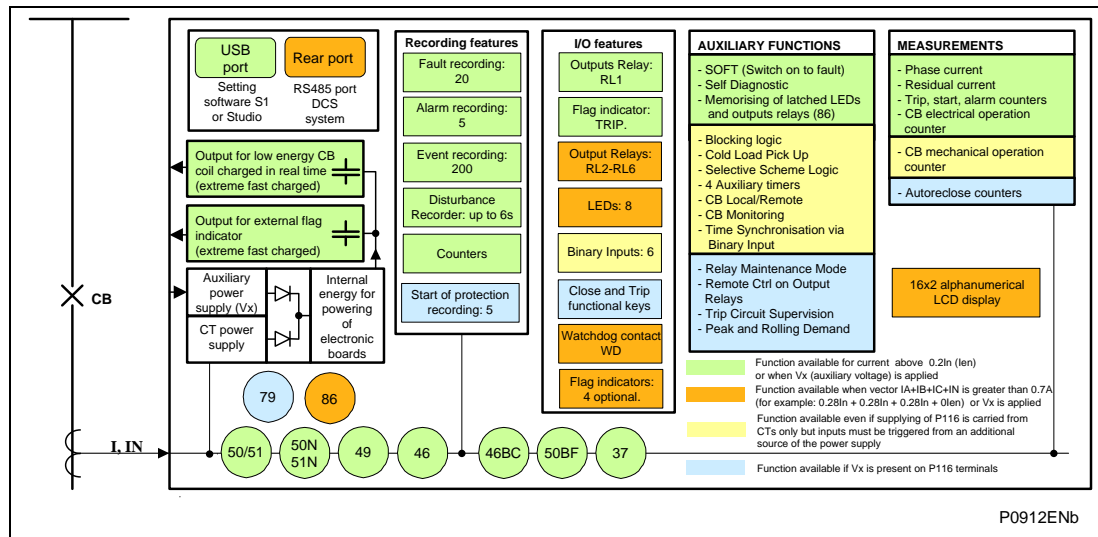 USB
port
Rear port
Setting
software S1
or Studio
RS485 port
DCS
system
Output for low energy CB
coil charged in real time
(extreme fast charged)
Output for external flag
indicator
(extreme fast charged)
Auxiliary
power
supply (Vx)
CT power
supply
Internal
energy for
powering
of
electronic
boards
CB
I, IN
79
86
50/51
50N
51N
49
46
46BC
50BF
37
Recording features
Fault recording:
20
Alarm recording:
5
Event recording:
200
Disturbance
Recorder: up to 6s
Counters
Start of protection
recording: 5
I/O features
Outputs Relay:
RL1
Flag indicator:
TRIP.
Output Relays:
RL2-RL6
LEDs: 8
Binary Inputs: 6
Close and Trip
functional keys
Watchdog contact
WD
Flag indicators:
4 optional.
AUXILIARY FUNCTIONS
- SOFT (Switch on to fault)
- Self Diagnostic
- Memorising of latched LEDs
and outputs relays (86)
- Blocking logic
- Cold Load Pick Up
- Selective Scheme Logic
- 4 Auxiliary timers
- CB Local/Remote
- CB Monitoring
- Time Synchronisation via
Binary Input
- Relay Maintenance Mode
- Remote Ctrl on Output
Relays
- Trip Circuit Supervision
- Peak and Rolling Demand
MEASUREMENTS
- Phase current
- Residual current
- Trip, start, alarm counters
- CB electrical operation
counter
- CB mechanical operation
counter
- Autoreclose counters
16x2 alphanumerical
LCD display
Function available for current above 0.2In (Ien)
or when Vx (auxiliary voltage) is applied
Function available when vector IA+IB+IC+IN is greater than 0.7A
(for example: 0.28In + 0.28In + 0.28In + 0Ien) or Vx is applied
Function available even if supplying of P116 is carried from
CTs only but inputs must be triggered from an additional
source of the power supply
Function available if Vx is present on P116 terminals
P0912ENb